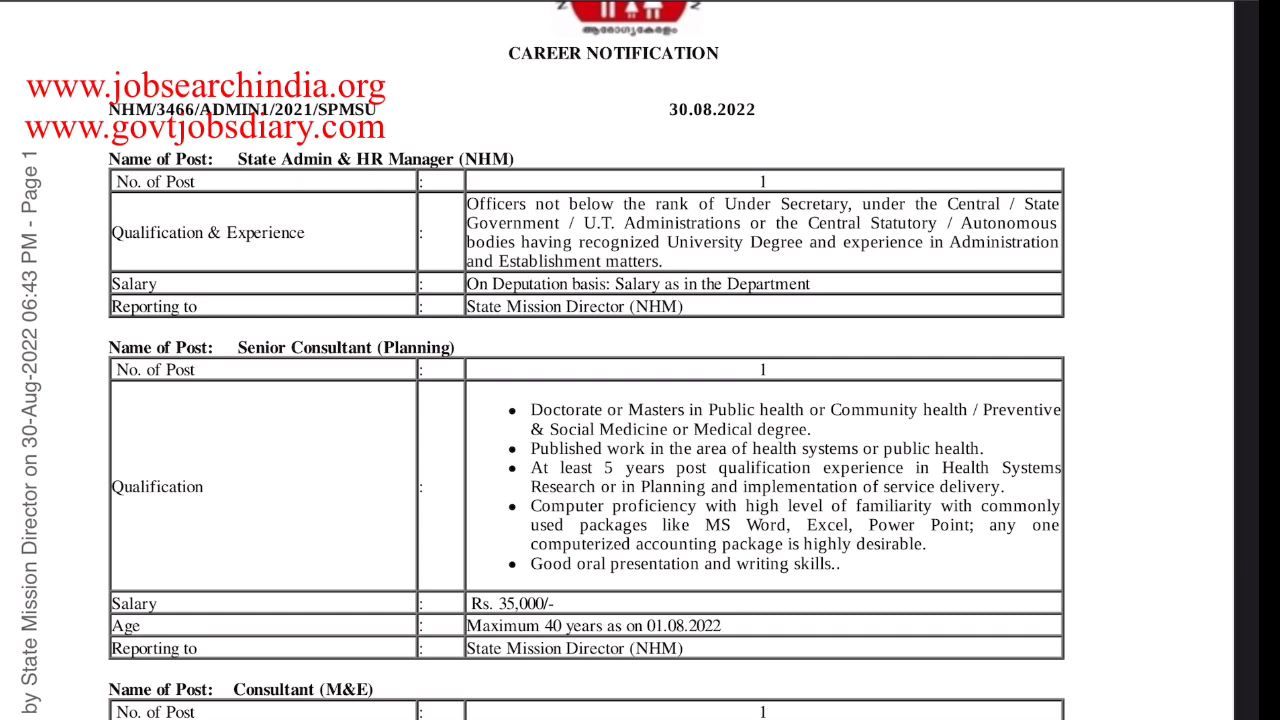 ആരോഗ്യകേരളം
CAREER NOTIFICATION
www.jobsearchindia.org
NHM/3466/ADMIN1/2021/SPMSU 30.08.2022
www.govtjobsdiary.com
by State Mission Director on 30-Aug-2022 06:43 PM - Page 1
Name of Post: State Admin & HR Manager (NHM)
No. of Post : 1
Qualification & Experience : Officers not below the rank of Under Secretary, under the Central / State
Government / U.T. Administrations or the Central Statutory / Autonomous
bodies having recognized University Degree and experience in Administration
and Establishment matters.
Salary : On Deputation basis: Salary as in the Department
Reporting to : State Mission Director (NHM)
Name of Post: Senior Consultant (Planning)
No. of Post : 1
Qualification :
• Doctorate or Masters in Public health or Community health / Preventive
& Social Medicine or Medical degree.
• Published work in the area of health systems or public health.
• At least 5 years post qualification experience in Health Systems
Research or in Planning and implementation of service delivery.
• Computer proficiency with high level of familiarity with commonly
used packages like MS Word, Excel, Power Point; any one
computerized accounting package is highly desirable.
• Good oral presentation and writing skills..
Salary : Rs. 35,000/-
Age : Maximum 40 years as on 01.08.2022
Reporting to : State Mission Director (NHM)
Name of Post: Consultant (M&E)
No. of Post : 1